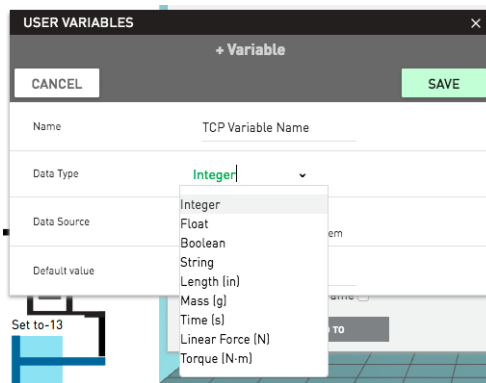 USER VARIABLES
+ Variable
CANCEL
SAVE
Name
TCP Variable Name
Data Type
Integer
Data Source
Default value
Integer
Float
Boolean
String
Length (in)
Mass (g)
Time (s)
Linear Force (N)
Torque (N·m)
Set to-13
TO